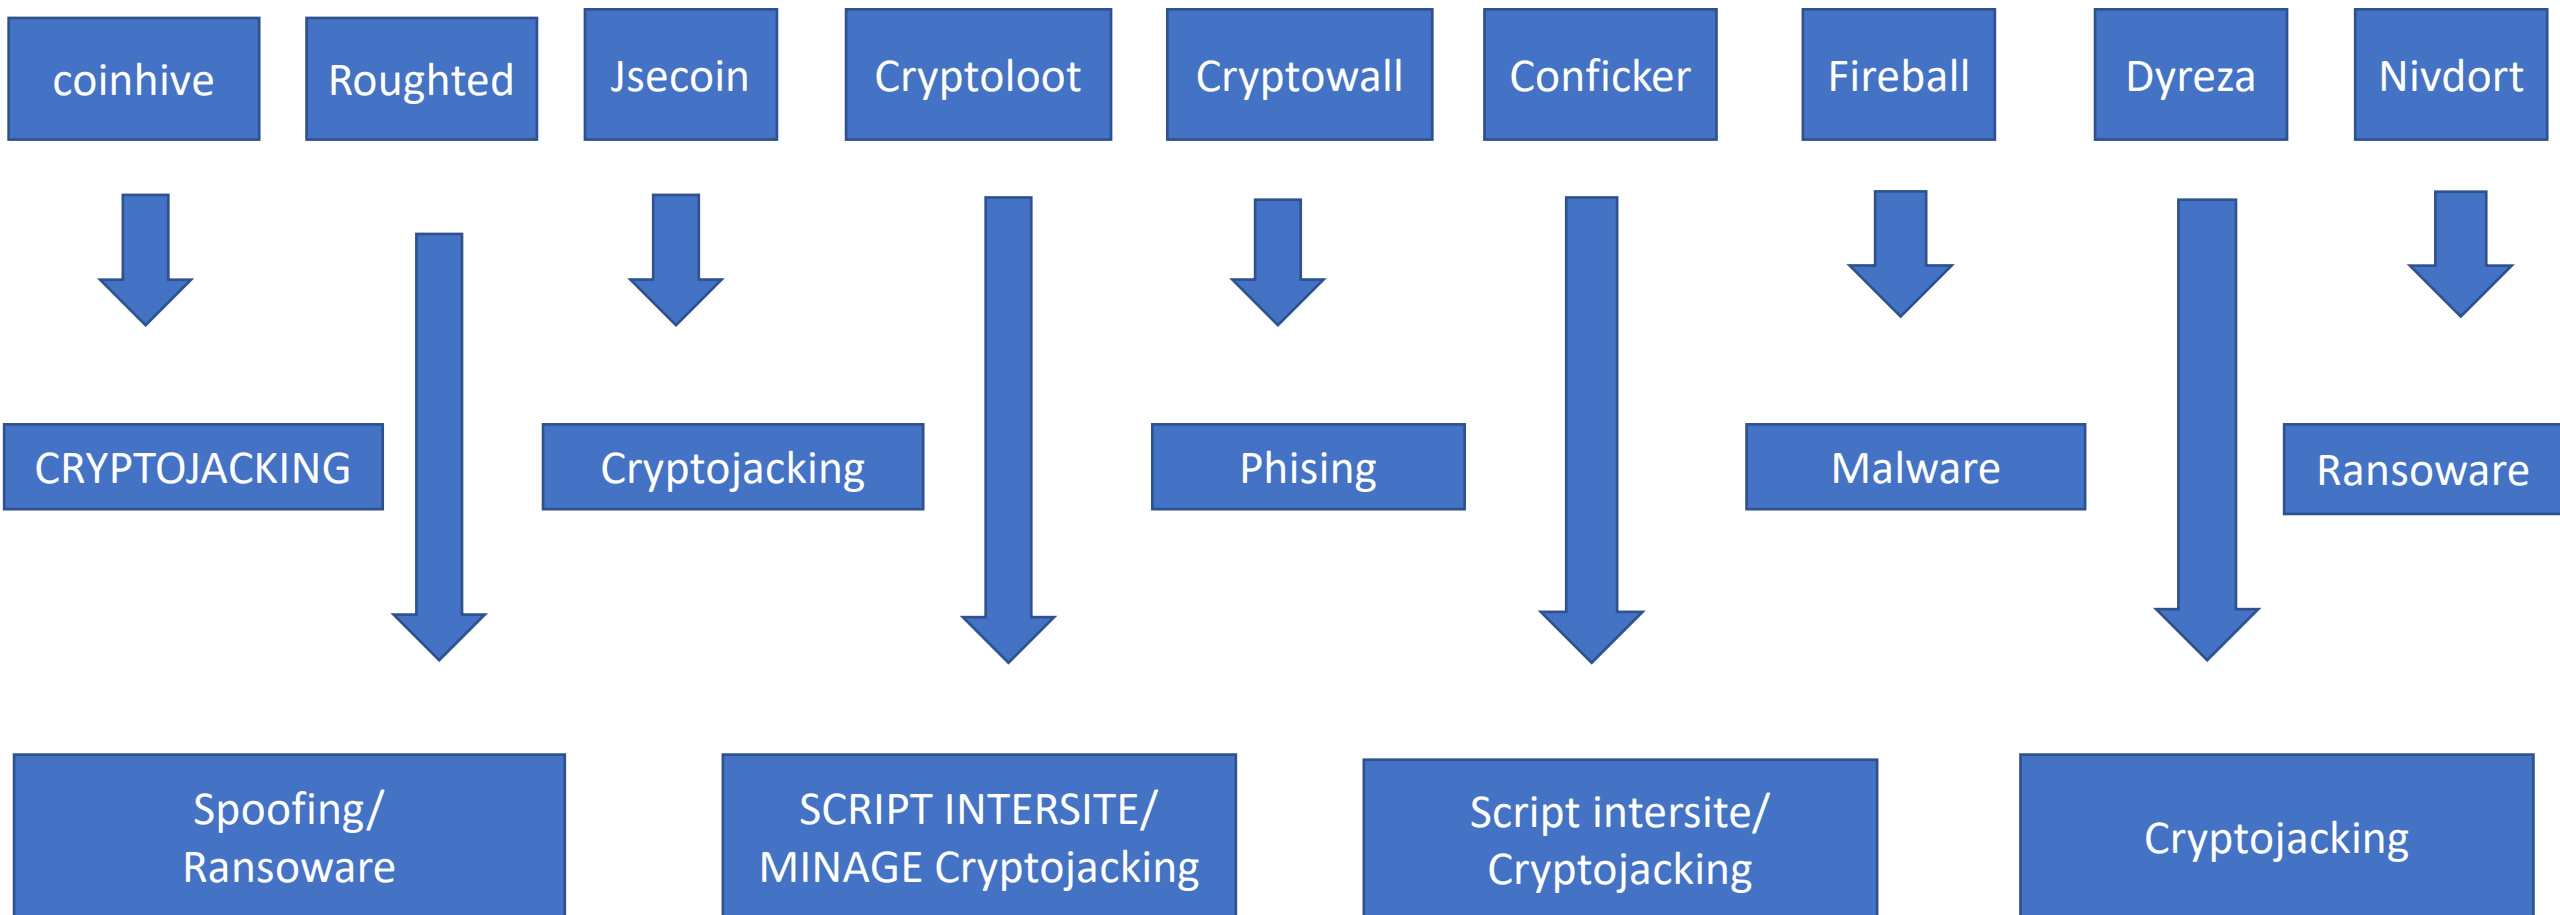 coinhive
Roughted
Jsecoin
Cryptoloot
Cryptowall
Conficker
Fireball
Dyreza
Nivdort
CRYPTOJACKING
Cryptojacking
Phising
Malware
Ransoware
Spoofing/
Ransoware
SCRIPT INTERSITE/
MINAGE Cryptojacking
Script intersite/
Cryptojacking
Cryptojacking